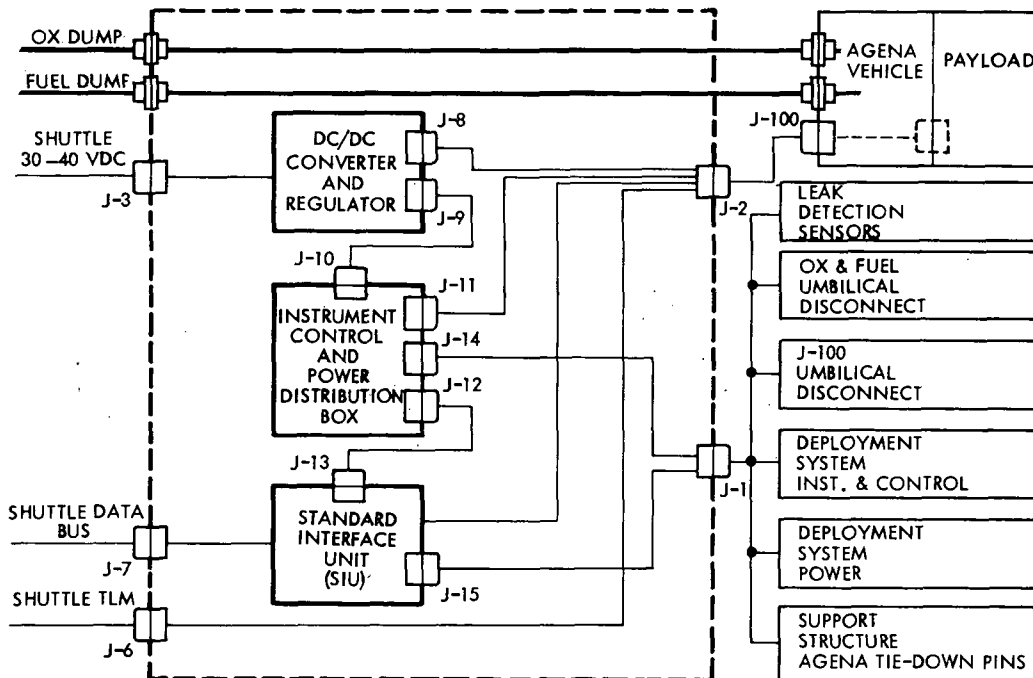 OX DUMP
FUEL DUMP
SHUTTLE
30-40 VDC
J-3
DC/DC
CONVERTER
AND
REGULATOR
J-8
J-9
J-10
INSTRUMENT
CONTROL
AND
POWER
DISTRIBUTION
BOX
J-11
J-14
J-12
J-13
STANDARD
INTERFACE
UNIT
(SIU)
J-15
SHUTTLE DATA
BUS
J-7
SHUTTLE TLM
J-6
J-2
J-1
J-100
AGENA
VEHICLE
PAYLOAD
LEAK
DETECTION
SENSORS
OX & FUEL
UMBILICAL
DISCONNECT
J-100
UMBILICAL
DISCONNECT
DEPLOYMENT
SYSTEM
INST. & CONTROL
DEPLOYMENT
SYSTEM
POWER
SUPPORT
STRUCTURE
AGENA TIE-DOWN PINS